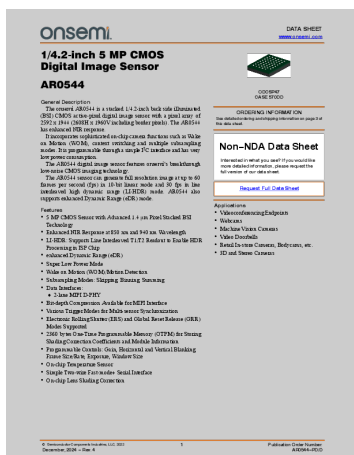 onsemi
DATA SHEET
www.onsemi.com
1/4.2-inch 5 MP CMOS
Digital Image Sensor
AR0544
ODCSP47
CASE 570DD
General Description
The onsemi AR0544 is a stacked 1/4.2-inch back side illuminated
(BSI) CMOS active-pixel digital image sensor with a pixel array of
2592 x 1944 (2608H x 1960V including border pixels). The AR0544
has enhanced NIR response.
It incorporates sophisticated on-chip camera functions such as Wake
on Motion (WOM), context switching and multiple subsampling
modes. It is programmable through a simple I²C interface and has very
low power consumption.
The AR0544 digital image sensor features onsemi's breakthrough
low-noise CMOS imaging technology.
The AR0544 sensor can generate full resolution image at up to 60
frames per second (fps) in 10-bit linear mode and 30 fps in line
interleaved high dynamic range (LI-HDR) mode. AR0544 also
supports enhanced Dynamic Range (eDR) mode.
Features
• 5 MP CMOS Sensor with Advanced 1.4 µm Pixel Stacked BSI
Technology
• Enhanced NIR Response at 850 nm and 940 nm Wavelength
• LI-HDR: Supports Line Interleaved T1/T2 Readout to Enable HDR
Processing in ISP Chip
• enhanced Dynamic Range (eDR)
• Super Low Power Mode
• Wake on Motion (WOM)/Motion Detection
• Subsampling Modes: Skipping, Binning, Summing
• Data Interfaces:
♦ 2-lane MIPI D-PHY
• Bit-depth Compression Available for MIPI Interface
• Various Trigger Modes for Multi-sensor Synchronization
• Electronic Rolling Shutter (ERS) and Global Reset Release (GRR)
Modes Supported
• 2360 bytes One-Time Programmable Memory (OTPM) for Storing
Shading Correction Coefficients and Module Information
• Programmable Controls: Gain, Horizontal and Vertical Blanking,
Frame Size/Rate, Exposure, Window Size
• On-chip Temperature Sensor
• Simple Two-wire Fast-mode+ Serial Interface
• On-chip Lens Shading Correction
ORDERING INFORMATION
See detailed ordering and shipping information on page 2 of
this data sheet.
Non–NDA Data Sheet
Interested in what you see? If you would like
more detailed information, please request the
full-version of our data sheet.
Request Full Data Sheet
Applications
• Videoconferencing Endpoints
• Webcams
• Machine Vision Cameras
• Video Doorbells
• Retail In-store Cameras, Bodycams, etc.
• 3D and Stereo Cameras
© Semiconductor Components Industries, LLC, 2023
December, 2024 − Rev. 4
1
Publication Order Number:
AR0544−PD/D